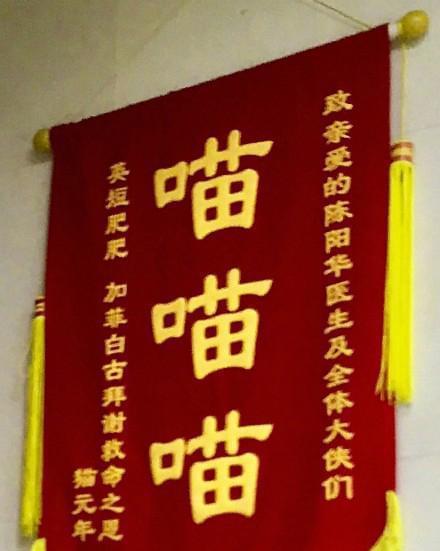 致亲爱的陈阳华医生及全体大侠们
喵喵喵
英短肥肥 加菲白古拜谢救命之恩
猫元年